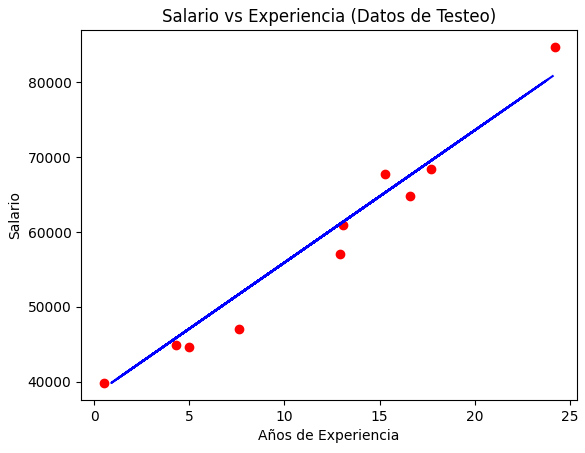 Salario vs Experiencia (Datos de Testeo)
80000
70000
60000
50000
40000
Salario
0 5 10 15 20 25
Años de Experiencia